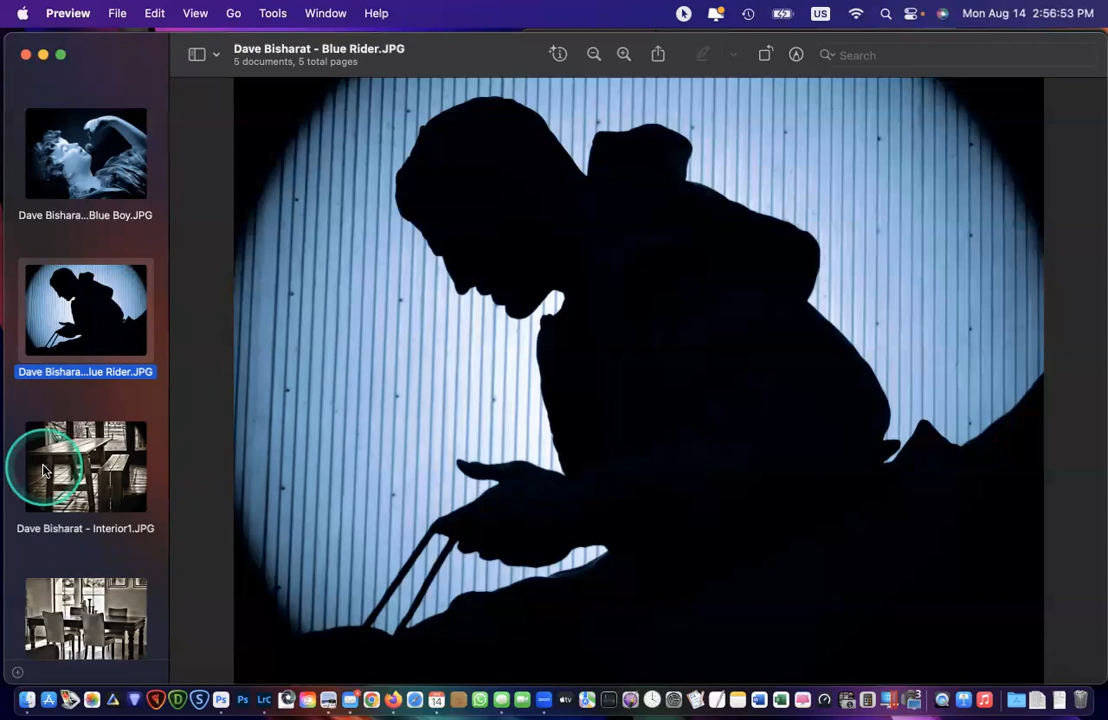 Preview File Edit View Go Tools Window Help US Mon Aug 14 2:56:53 PM
Dave Bisharat - Blue Rider.JPG
5 documents, 5 total pages
Search
Dave Bishara...Blue Boy.JPG
Dave Bishara...lue Rider.JPG
Dave Bisharat - Interior1.JPG